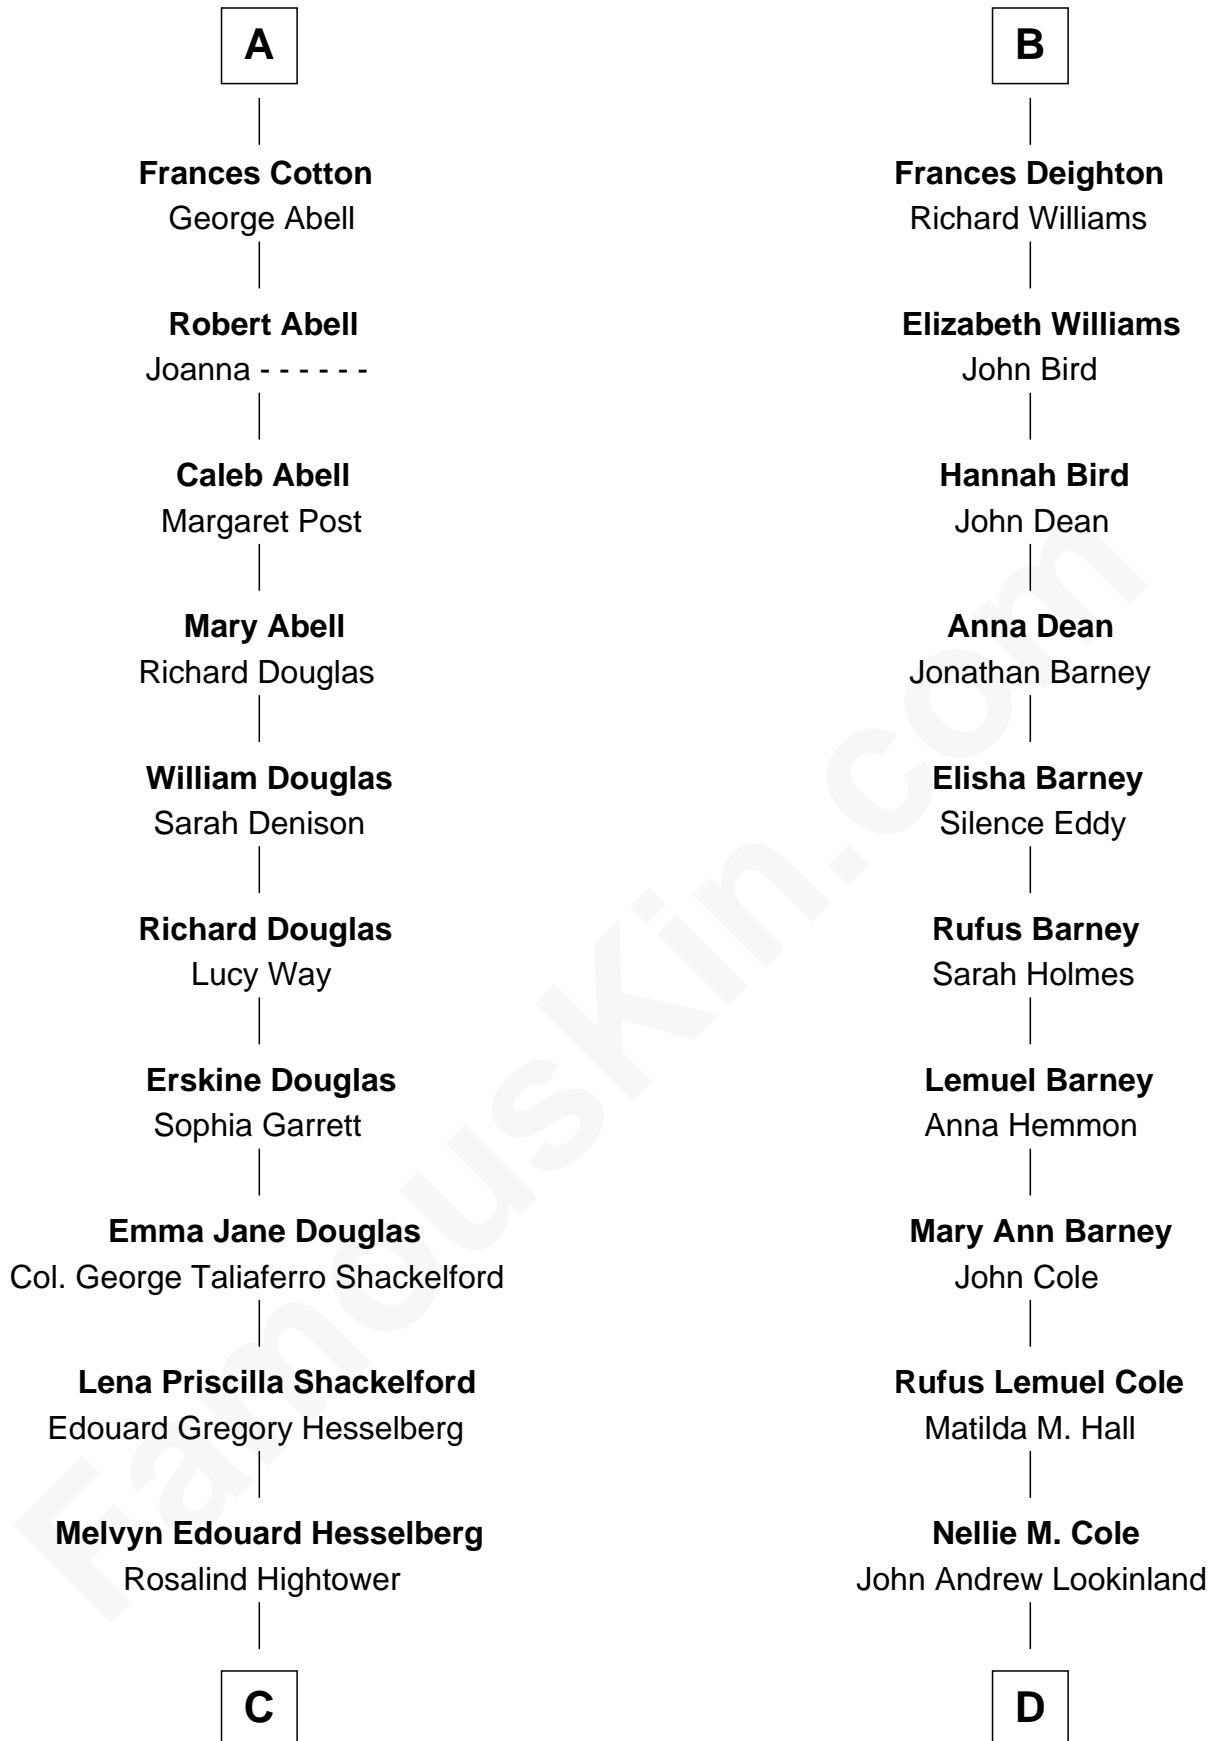 A
Frances Cotton
George Abell
Robert Abell
Joanna - - - - - -
Caleb Abell
Margaret Post
Mary Abell
Richard Douglas
William Douglas
Sarah Denison
Richard Douglas
Lucy Way
Erskine Douglas
Sophia Garrett
Emma Jane Douglas
Col. George Taliaferro Shackelford
Lena Priscilla Shackelford
Edouard Gregory Hesselberg
Melvyn Edouard Hesselberg
Rosalind Hightower
C
B
Frances Deighton
Richard Williams
Elizabeth Williams
John Bird
Hannah Bird
John Dean
Anna Dean
Jonathan Barney
Elisha Barney
Silence Eddy
Rufus Barney
Sarah Holmes
Lemuel Barney
Anna Hemmon
Mary Ann Barney
John Cole
Rufus Lemuel Cole
Matilda M. Hall
Nellie M. Cole
John Andrew Lookinland
D
FamousKin.com